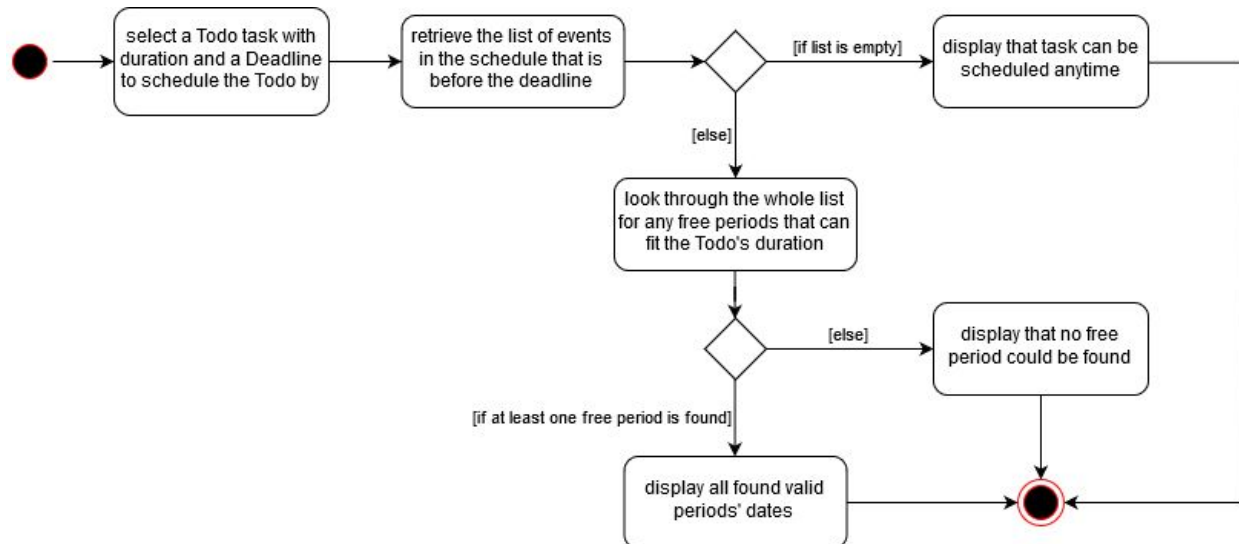 select a Todo task with
duration and a Deadline
to schedule the Todo by
retrieve the list of events
in the schedule that is
before the deadline
[if list is empty]
display that task can be
scheduled anytime
[else]
look through the whole list
for any free periods that can
fit the Todo's duration
[else]
display that no free
period could be found
[if at least one free period is found]
display all found valid
periods' dates